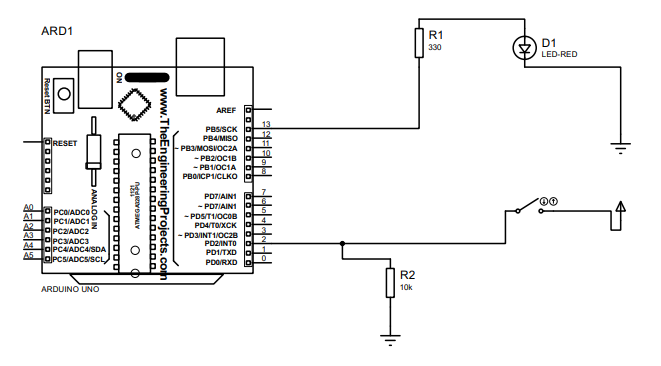 ARD1
R1
330
D1
LED-RED
ON
Reset BTN
www.TheEngineeringProjects.com
RESET
ANALOG IN
AREF
PB5/SCK 13
PB4/MISO 12
~ PB3/MOSI/OC2A 11
~ PB2/OC1B 10
~ PB1/OC1A 9
PB0/ICP1/CLKO 8
PD7/AIN1 7
~ PD6/AIN1 6
~ PD5/T1/OC0B 5
PD4/T0/XCK 4
~ PD3/INT1/OC2B 3
PD2/INT0 2
PD1/TXD 1
PD0/RXD 0
A0 PC0/ADC0
A1 PC1/ADC1
A2 PC2/ADC2
A3 PC3/ADC3
A4 PC4/ADC4/SDA
A5 PC5/ADC5/SCL
R2
10k
ARDUINO UNO